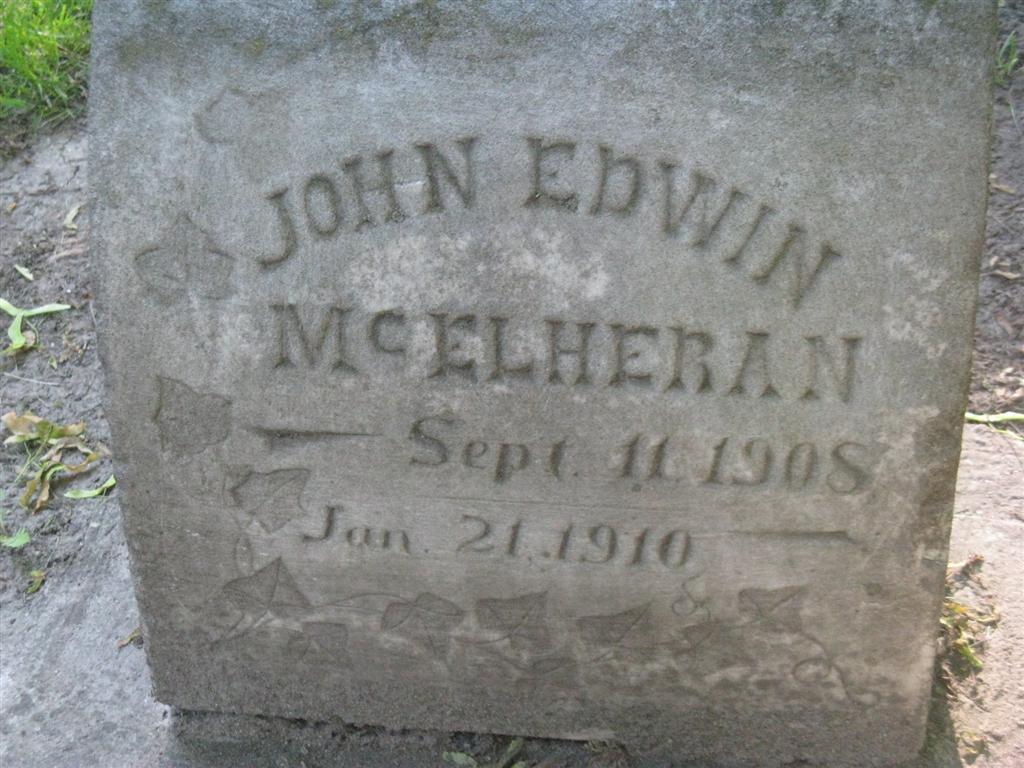 JOHN EDWIN
McELHERAN
— Sept. 11. 1908
Jan. 21. 1910 —